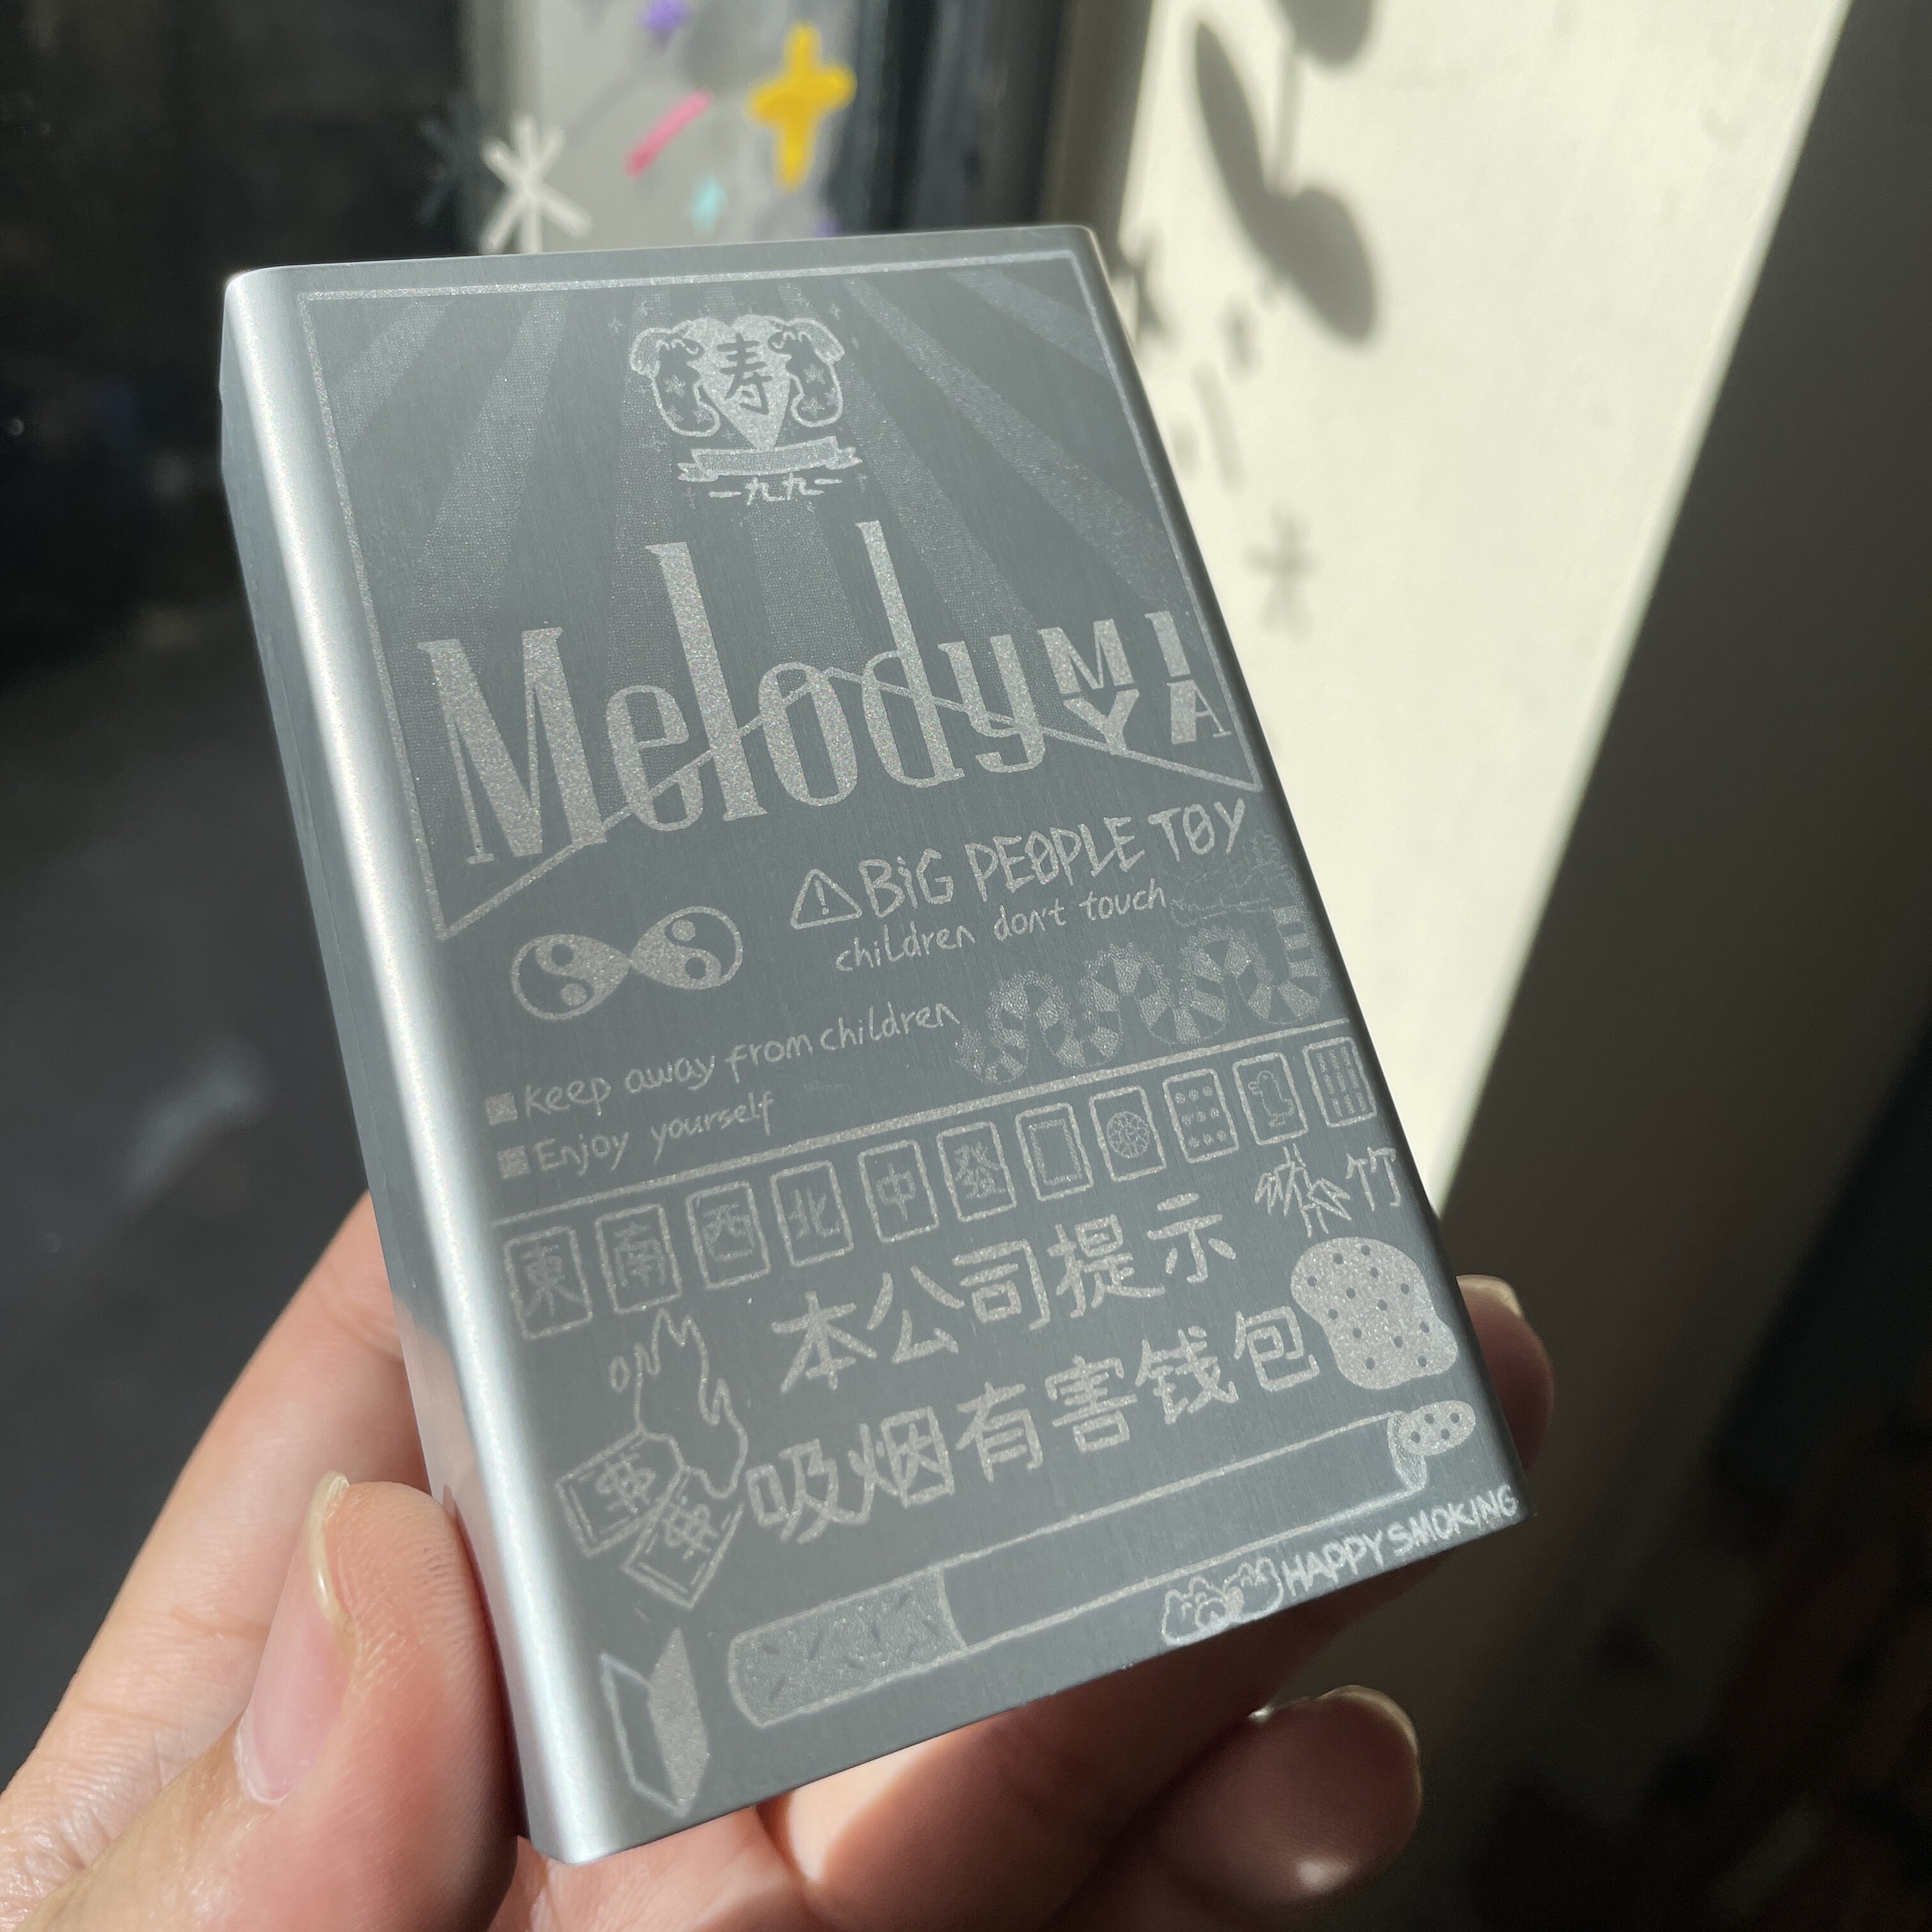 寿
一九九一
Melody MIYA
BiG PEOPLE TOY
children don't touch
keep away from children
Enjoy yourself
東 南 西 北 中 發
竹
本公司提示
吸烟有害钱包
HAPPY SMOKING